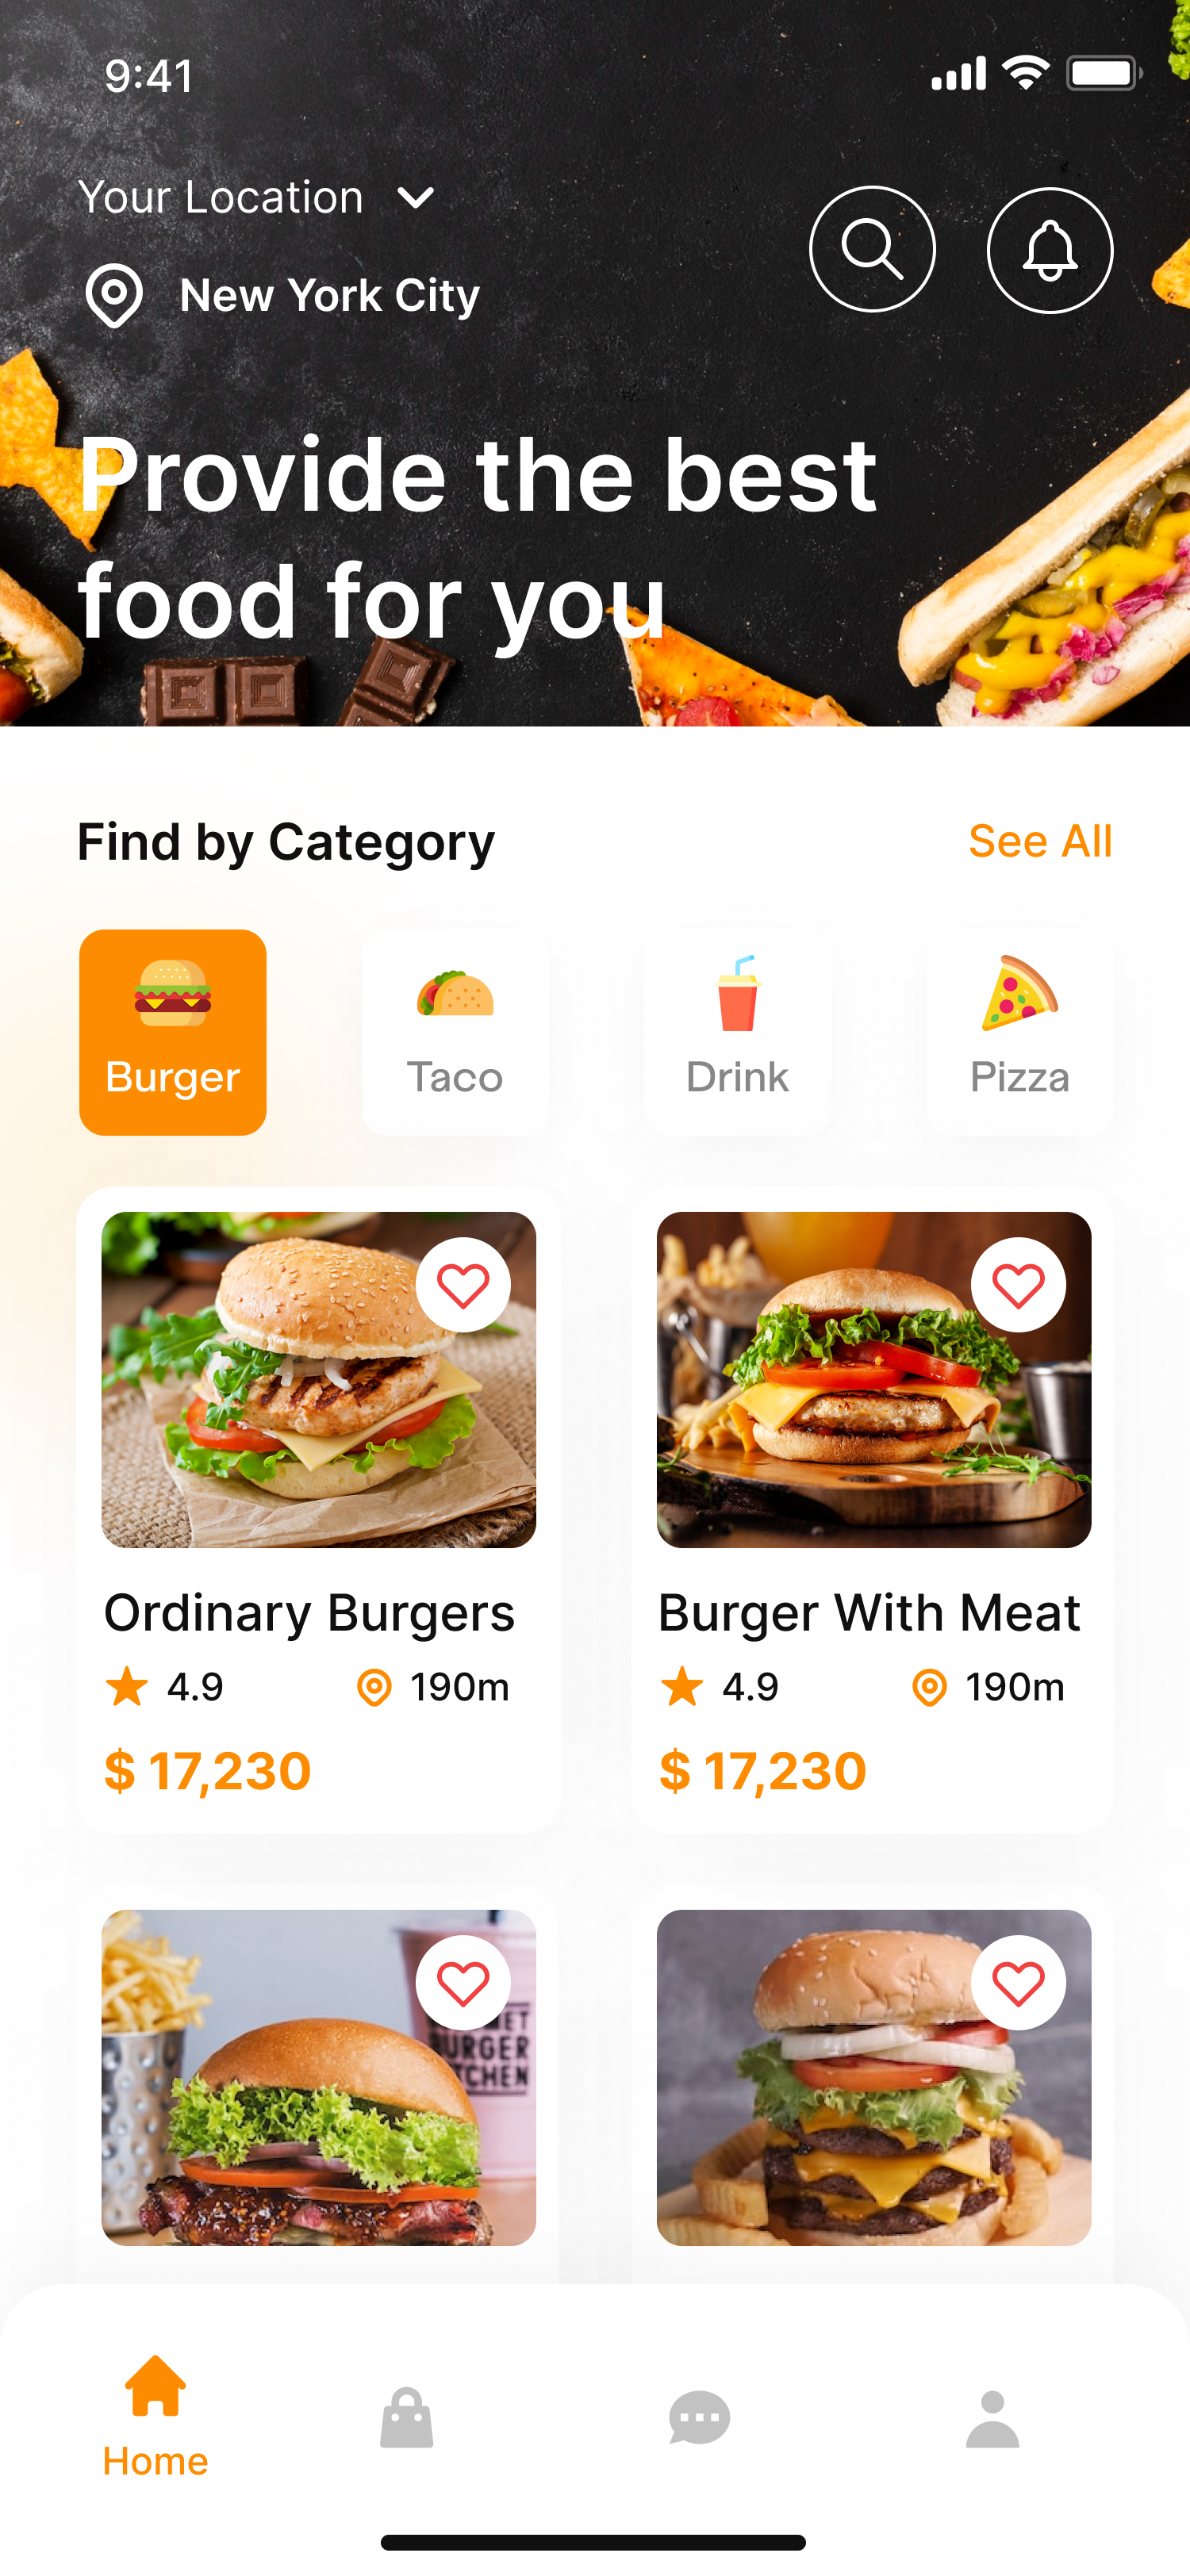 9:41
Your Location
New York City
Provide the best
food for you
Find by Category
See All
Burger
Taco
Drink
Pizza
Ordinary Burgers
Burger With Meat
4.9
190m
4.9
190m
$ 17,230
$ 17,230
BURGER
Home